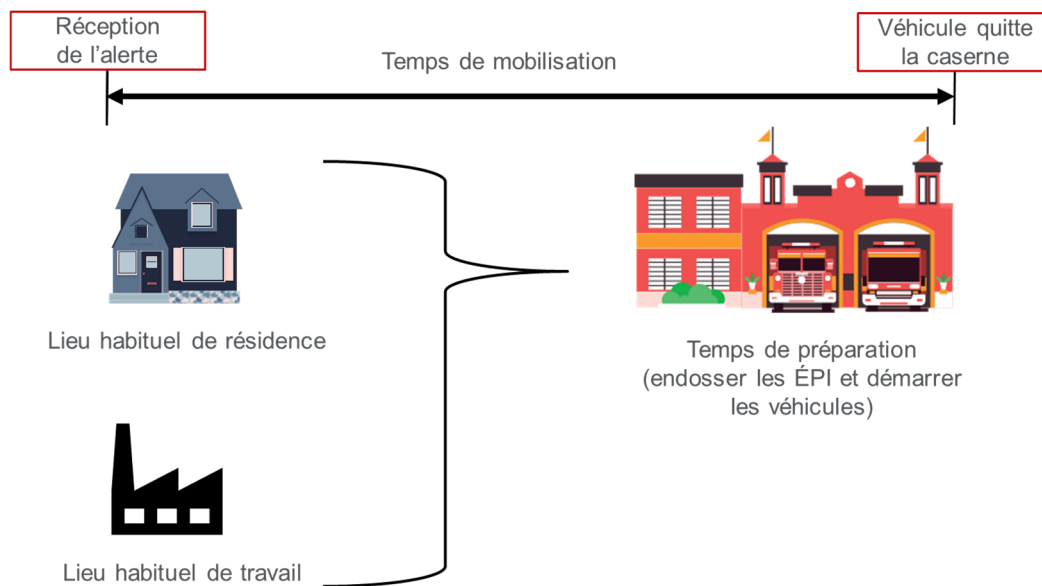 Réception
de l'alerte
Temps de mobilisation
Véhicule quitte
la caserne
Lieu habituel de résidence
Temps de préparation
(endosser les ÉPI et démarrer
les véhicules)
Lieu habituel de travail